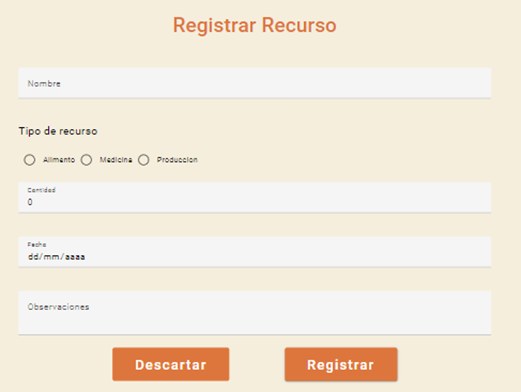 Registrar Recurso
Nombre
Tipo de recurso
Alimento Medicina Produccion
Cantidad
0
Fecha
dd/mm/aaaa
Observaciones
Descartar Registrar